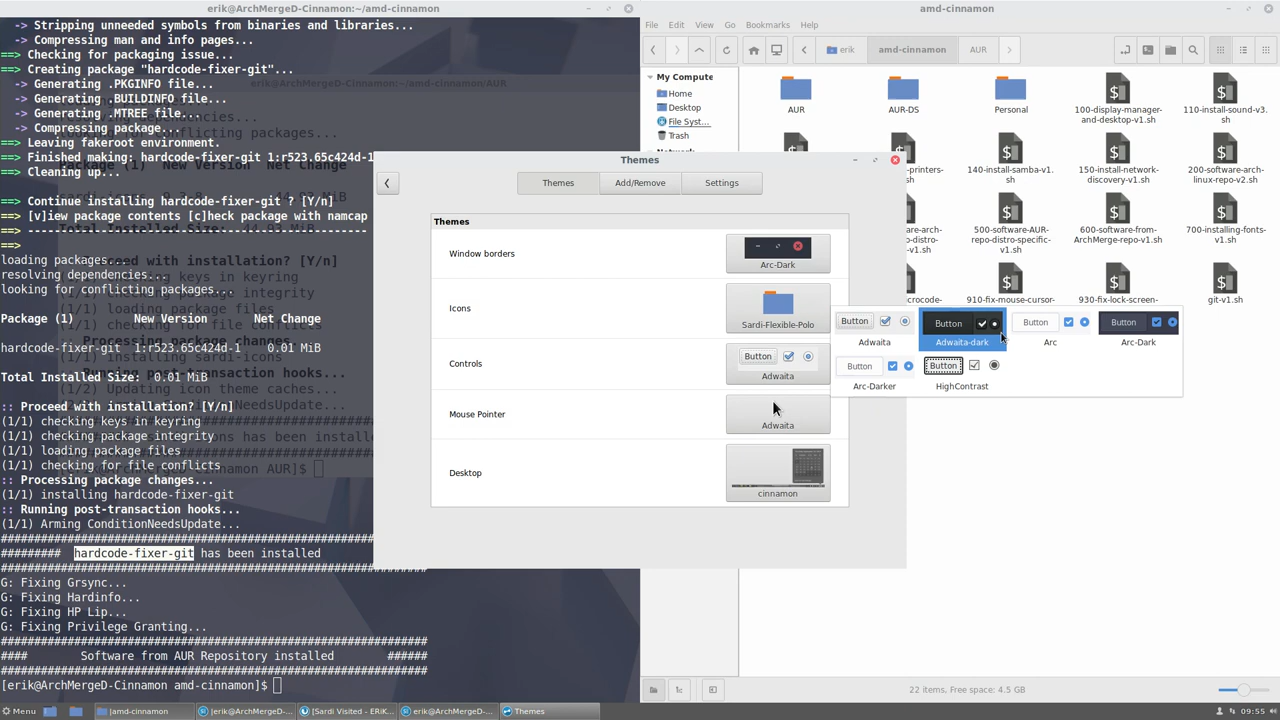 erik@ArchMergeD-Cinnamon:~/amd-cinnamon
-> Stripping unneeded symbols from binaries and libraries...
-> Compressing man and info pages...
==> Checking for packaging issue...
==> Creating package "hardcode-fixer-git"...
-> Generating .PKGINFO file...
-> Generating .BUILDINFO file...
-> Generating .MTREE file...
-> Compressing package...
==> Leaving fakeroot environment.
==> Finished making: hardcode-fixer-git 1:r523.65c424d-1
==> Cleaning up...
==> Continue installing hardcode-fixer-git ? [Y/n]
==> [v]iew package contents [c]heck package with namcap
==> ---------------------------------------------
==>
loading packages...
resolving dependencies...
looking for conflicting packages...
Package (1) New Version Net Change
hardcode-fixer-git 1:r523.65c424d-1 0.01 MiB
Total Installed Size: 0.01 MiB
:: Proceed with installation? [Y/n]
(1/1) checking keys in keyring
(1/1) checking package integrity
(1/1) loading package files
(1/1) checking for file conflicts
:: Processing package changes...
(1/1) installing hardcode-fixer-git
:: Running post-transaction hooks...
(1/1) Arming ConditionNeedsUpdate...
################################################################
######### hardcode-fixer-git has been installed
################################################################
G: Fixing Grsync...
G: Fixing Hardinfo...
G: Fixing HP Lip...
G: Fixing Privilege Granting...
################################################################
#### Software from AUR Repository installed ######
################################################################
[erik@ArchMergeD-Cinnamon amd-cinnamon]$
Themes
Themes Add/Remove Settings
Themes
Window borders
Arc-Dark
Icons
Sardi-Flexible-Polo
Controls
Button
Adwaita
Mouse Pointer
Adwaita
Desktop
cinnamon
Button Button Button Button
Adwaita Adwaita-dark Arc Arc-Dark
Button Button
Arc-Darker HighContrast
amd-cinnamon
File Edit View Go Bookmarks Help
erik amd-cinnamon AUR
My Compute
Home
Desktop
File Syst...
Trash
AUR AUR-DS Personal 100-display-manager-and-desktop-v1.sh 110-install-sound-v3.sh
-printers- 140-install-samba-v1.sh 150-install-network-discovery-v1.sh 200-software-arch-linux-repo-v2.sh
ware-arch-distro- 500-software-AUR-repo-distro-specific-v1.sh 600-software-from-ArchMerge-repo-v1.sh 700-installing-fonts-v1.sh
crocode- 910-fix-mouse-cursor- 930-fix-lock-screen- git-v1.sh
22 items, Free space: 4.5 GB
Menu [amd-cinnamon [erik@ArchMergeD-... [Sardi Visited - ERiK... erik@ArchMergeD-... Themes 09:55